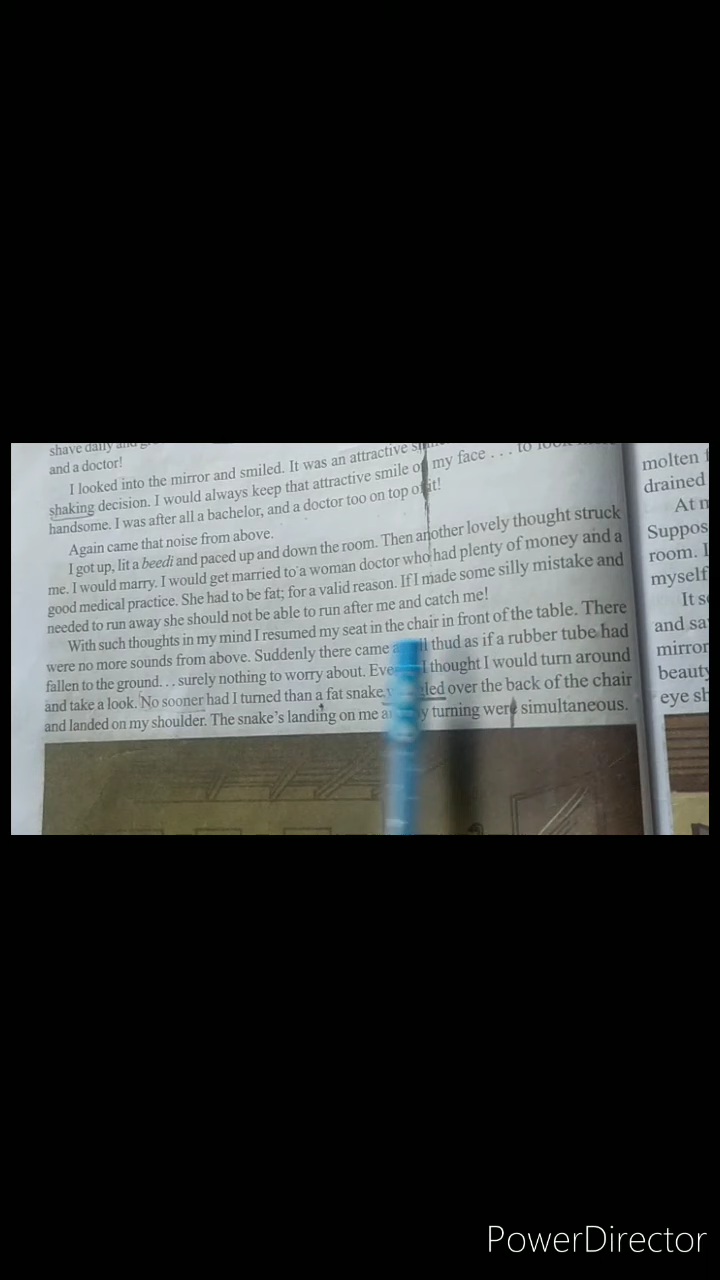 shave daily and
and a doctor!
I looked into the mirror and smiled. It was an attractive
shaking decision. I would always keep that attractive smile my face . . . to look
handsome. I was after all a bachelor, and a doctor too on top of it!
Again came that noise from above.
I got up, lit a beedi and paced up and down the room. Then another lovely thought struck
me. I would marry. I would get married to a woman doctor who had plenty of money and a
good medical practice. She had to be fat; for a valid reason. If I made some silly mistake and
needed to run away she should not be able to run after me and catch me!
With such thoughts in my mind I resumed my seat in the chair in front of the table. There
were no more sounds from above. Suddenly there came a thud as if a rubber tube had
fallen to the ground. . . surely nothing to worry about. I thought I would turn around
and take a look. No sooner had I turned than a fat snake over the back of the chair
and landed on my shoulder. The snake's landing on me turning were simultaneous.
molten
drained
At
Suppos
room. I
myself
It s
and sa
mirror
beauty
eye sh
PowerDirector